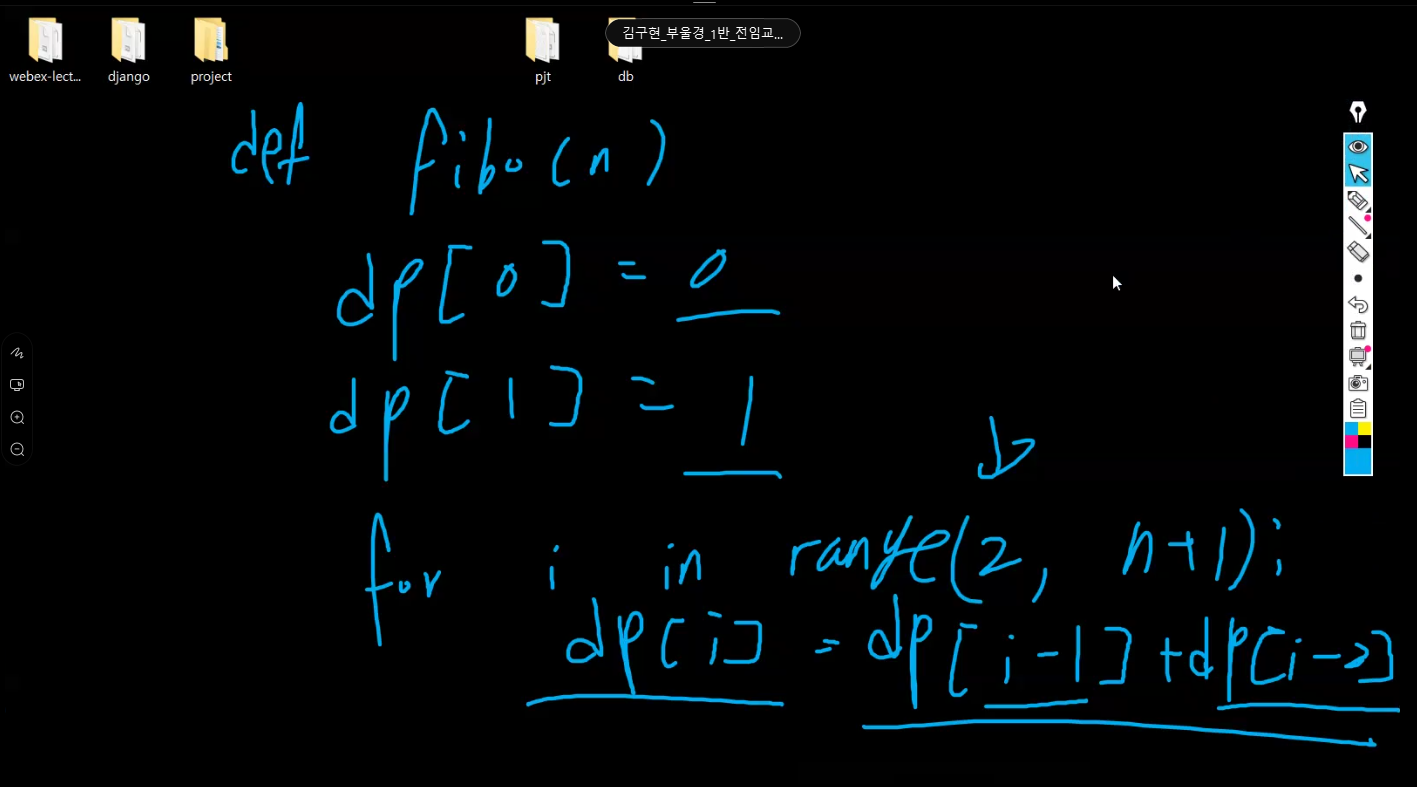 김구현_부울경_1반_전임교...
webex-lect... django project pjt db
def fibo(n)
dp[0] = 0
dp[1] = 1
for i in range(2, n+1):
dp[i] = dp[i-1]+dp[i-2]